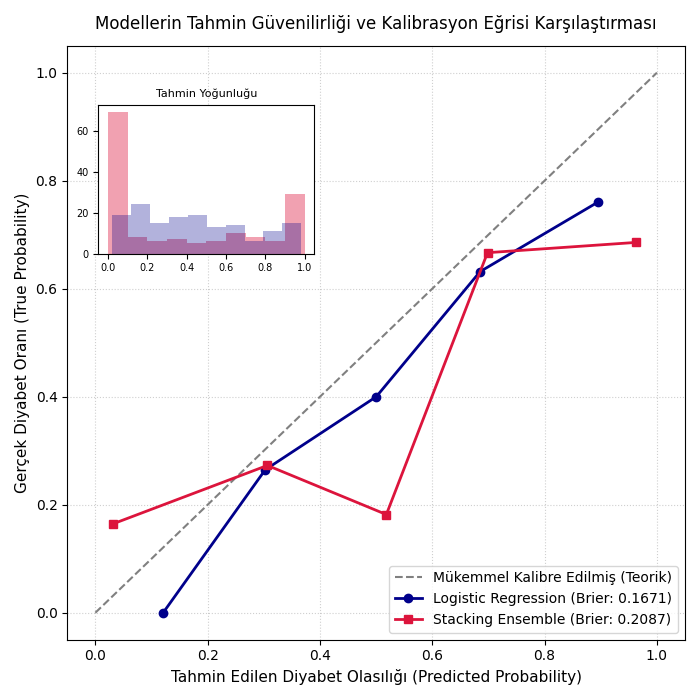 Modellerin Tahmin Güvenilirliği ve Kalibrasyon Eğrisi Karşılaştırması
Gerçek Diyabet Oranı (True Probability)
1.0
0.8
0.6
0.4
0.2
0.0
Tahmin Yoğunluğu
60
40
20
0
0.0 0.2 0.4 0.6 0.8 1.0
Mükemmel Kalibre Edilmiş (Teorik)
Logistic Regression (Brier: 0.1671)
Stacking Ensemble (Brier: 0.2087)
0.0 0.2 0.4 0.6 0.8 1.0
Tahmin Edilen Diyabet Olasılığı (Predicted Probability)